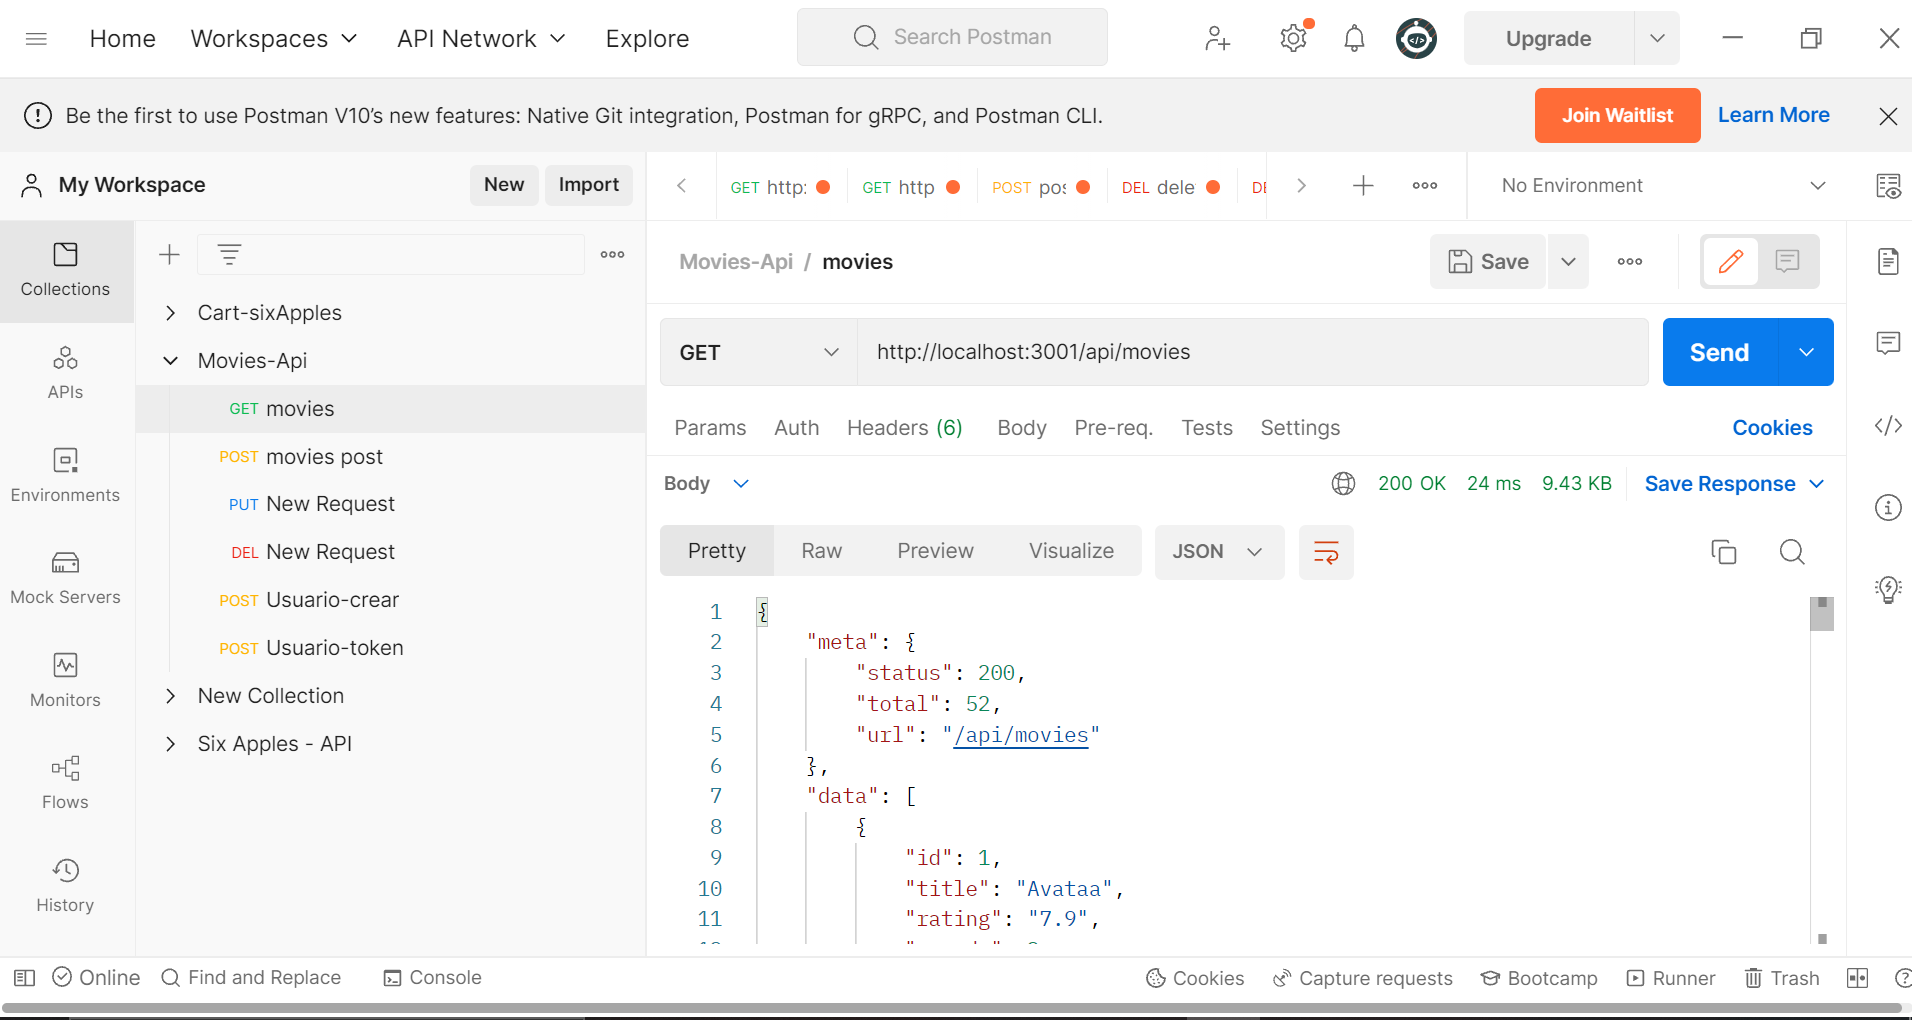 Home Workspaces API Network Explore Search Postman Upgrade
Be the first to use Postman V10’s new features: Native Git integration, Postman for gRPC, and Postman CLI. Join Waitlist Learn More
My Workspace New Import
GET http: GET http POST pos DEL dele DE No Environment
Collections
APIs
Environments
Mock Servers
Monitors
Flows
History
Cart-sixApples
Movies-Api
GET movies
POST movies post
PUT New Request
DEL New Request
POST Usuario-crear
POST Usuario-token
New Collection
Six Apples - API
Movies-Api / movies Save
GET http://localhost:3001/api/movies Send
Params Auth Headers (6) Body Pre-req. Tests Settings Cookies
Body 200 OK 24 ms 9.43 KB Save Response
Pretty Raw Preview Visualize JSON
1 {
2 "meta": {
3 "status": 200,
4 "total": 52,
5 "url": "/api/movies"
6 },
7 "data": [
8 {
9 "id": 1,
10 "title": "Avataa",
11 "rating": "7.9",
Online Find and Replace Console Cookies Capture requests Bootcamp Runner Trash